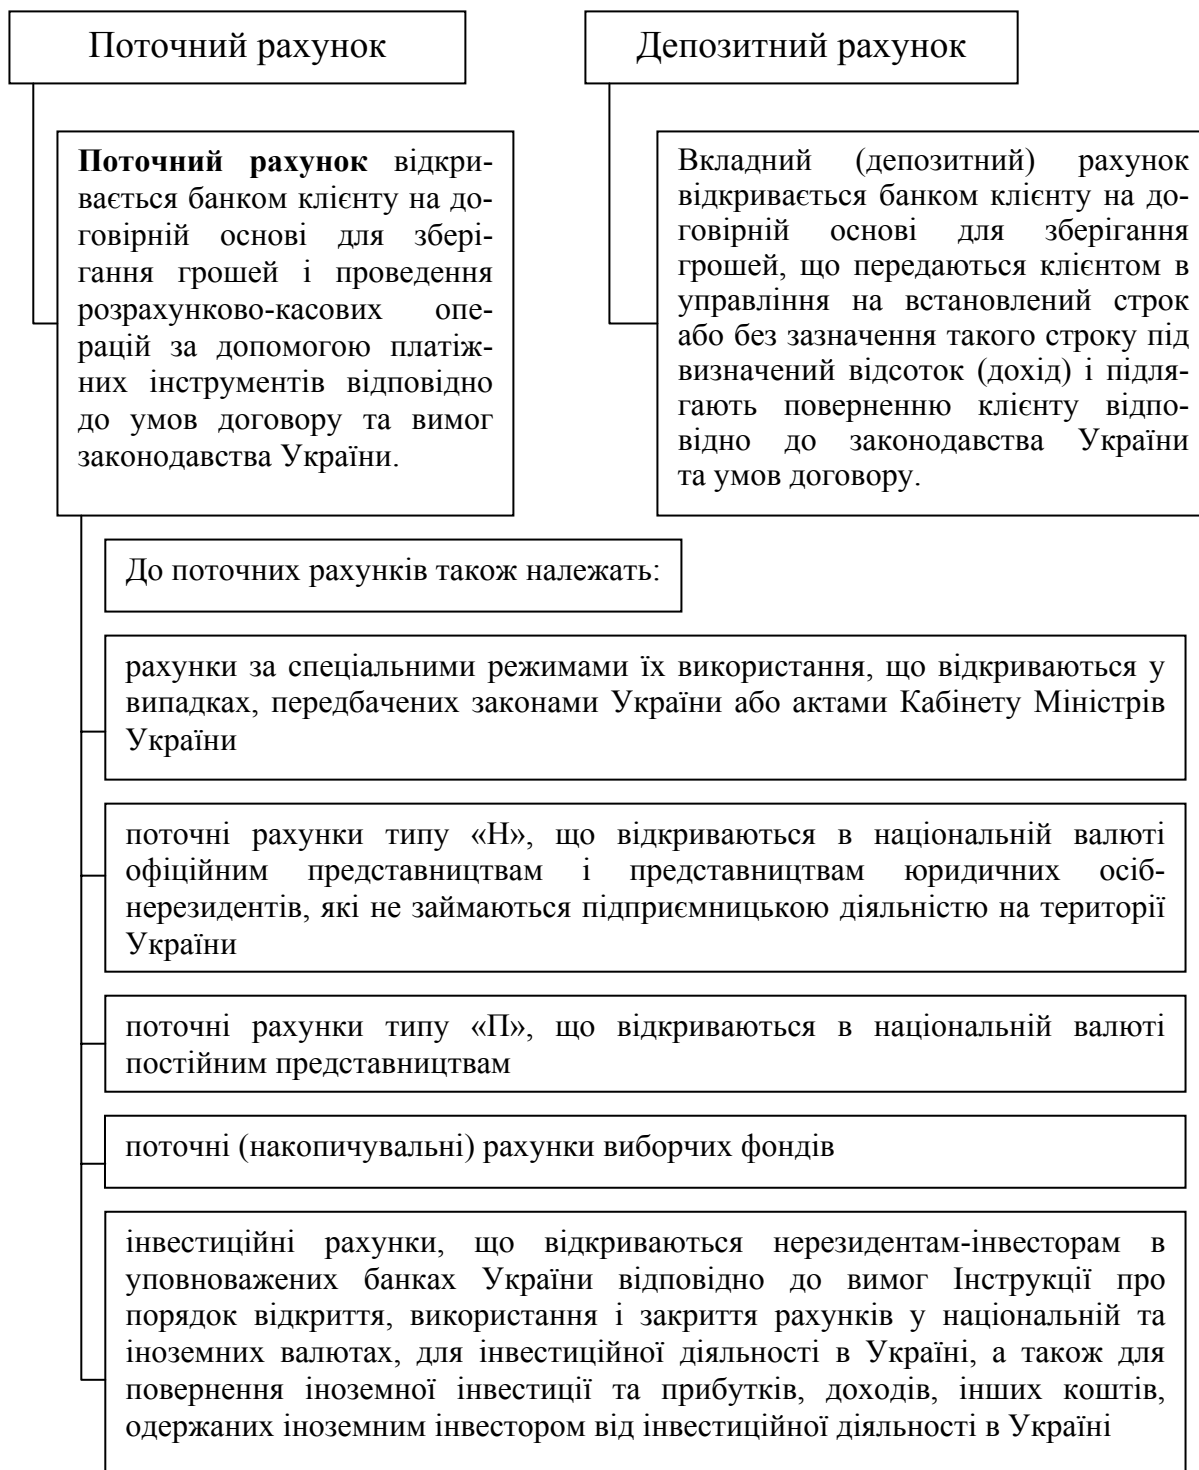 Поточний рахунок
Депозитний рахунок
Поточний рахунок відкри-
вається банком клієнту на до-
говірній основі для збері-
гання грошей і проведення
розрахунково-касових опе-
рацій за допомогою платіж-
них інструментів відповідно
до умов договору та вимог
законодавства України.
Вкладний (депозитний) рахунок
відкривається банком клієнту на до-
говірній основі для зберігання
грошей, що передаються клієнтом в
управління на встановлений строк
або без зазначення такого строку під
визначений відсоток (дохід) і підля-
гають поверненню клієнту відпо-
відно до законодавства України
та умов договору.
До поточних рахунків також належать:
рахунки за спеціальними режимами їх використання, що відкриваються у
випадках, передбачених законами України або актами Кабінету Міністрів
України
поточні рахунки типу «Н», що відкриваються в національній валюті
офіційним представництвам і представництвам юридичних осіб-
нерезидентів, які не займаються підприємницькою діяльністю на території
України
поточні рахунки типу «П», що відкриваються в національній валюті
постійним представництвам
поточні (накопичувальні) рахунки виборчих фондів
інвестиційні рахунки, що відкриваються нерезидентам-інвесторам в
уповноважених банках України відповідно до вимог Інструкції про
порядок відкриття, використання і закриття рахунків у національній та
іноземних валютах, для інвестиційної діяльності в Україні, а також для
повернення іноземної інвестиції та прибутків, доходів, інших коштів,
одержаних іноземним інвестором від інвестиційної діяльності в Україні